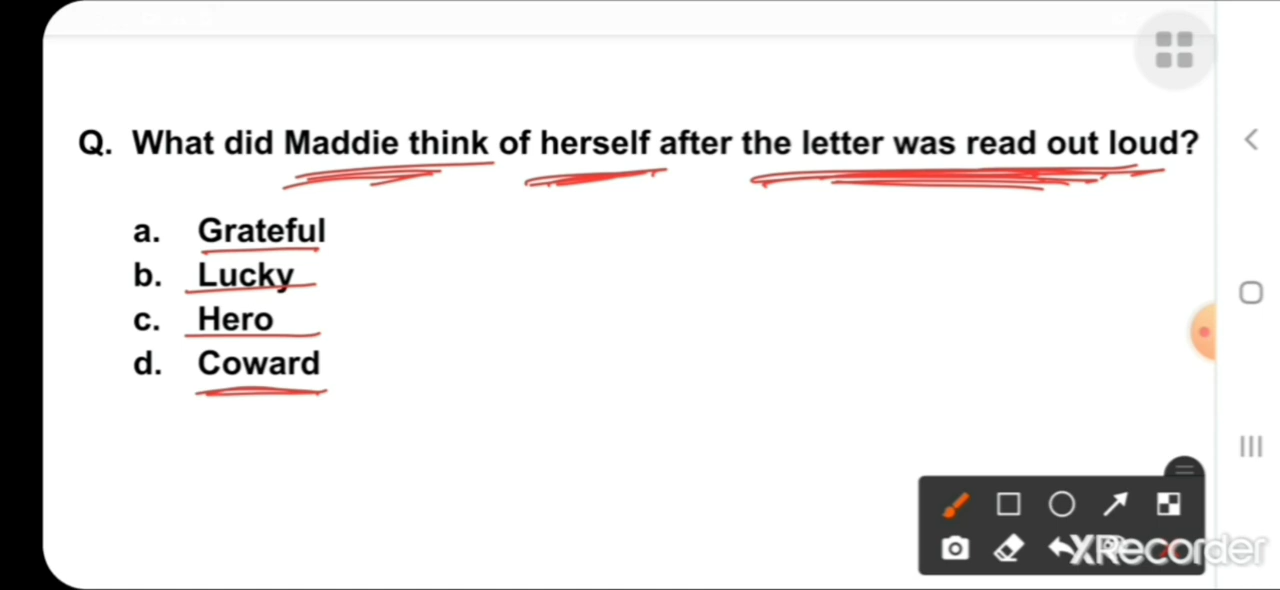 Q. What did Maddie think of herself after the letter was read out loud?
a. Grateful
b. Lucky
c. Hero
d. Coward
XRecorder